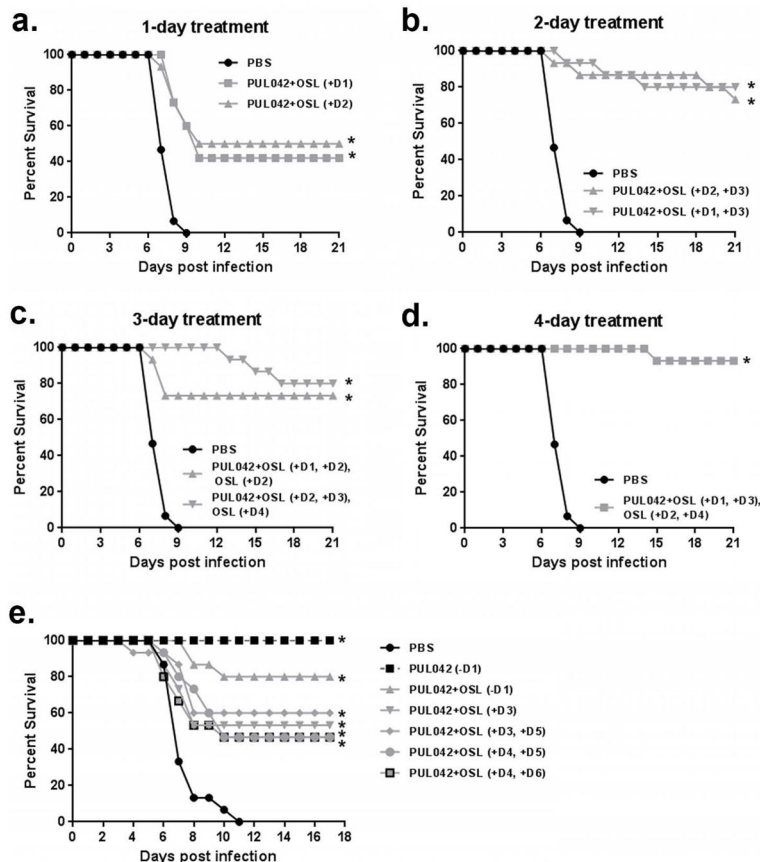 a.
1-day treatment
Percent Survival
100
80
60
40
20
0
PBS
PUL042+OSL (+D1)
PUL042+OSL (+D2)
*
*
0 3 6 9 12 15 18 21
Days post infection
b.
2-day treatment
Percent Survival
100
80
60
40
20
0
*
*
PBS
PUL042+OSL (+D2, +D3)
PUL042+OSL (+D1, +D3)
0 3 6 9 12 15 18 21
Days post infection
c.
3-day treatment
Percent Survival
100
80
60
40
20
0
*
*
PBS
PUL042+OSL (+D1, +D2),
OSL (+D2)
PUL042+OSL (+D2, +D3),
OSL (+D4)
0 3 6 9 12 15 18 21
Days post infection
d.
4-day treatment
Percent Survival
100
80
60
40
20
0
*
PBS
PUL042+OSL (+D1, +D3),
OSL (+D2, +D4)
0 3 6 9 12 15 18 21
Days post infection
e.
Percent Survival
100
80
60
40
20
0
*
*
*
*
*
*
PBS
PUL042 (-D1)
PUL042+OSL (-D1)
PUL042+OSL (+D3)
PUL042+OSL (+D3, +D5)
PUL042+OSL (+D4, +D5)
PUL042+OSL (+D4, +D6)
0 2 4 6 8 10 12 14 16 18
Days post infection